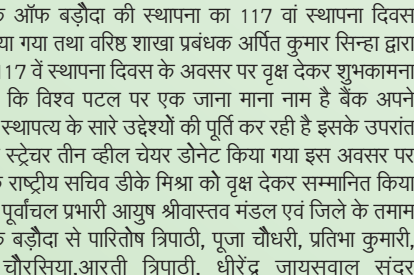 ऑफ बड़ौदा की स्थापना का 117 वां स्थापना दिवस
या गया तथा वरिष्ठ शाखा प्रबंधक अर्पित कुमार सिन्हा द्वारा
117 वें स्थापना दिवस के अवसर पर वृक्ष देकर शुभकामना
कि विश्व पटल पर एक जाना माना नाम है बैंक अपने
स्थापत्य के सारे उद्देश्यों की पूर्ति कर रही है इसके उपरांत
स्ट्रेचर तीन व्हील चेयर डोनेट किया गया इस अवसर पर
राष्ट्रीय सचिव डीके मिश्रा को वृक्ष देकर सम्मानित किया
पूर्वांचल प्रभारी आयुष श्रीवास्तव मंडल एवं जिले के तमाम
बड़ौदा से पारितोष त्रिपाठी, पूजा चौधरी, प्रतिभा कुमारी,
चौरसिया,आरती त्रिपाठी, धीरेंद्र जायसवाल सुंदर